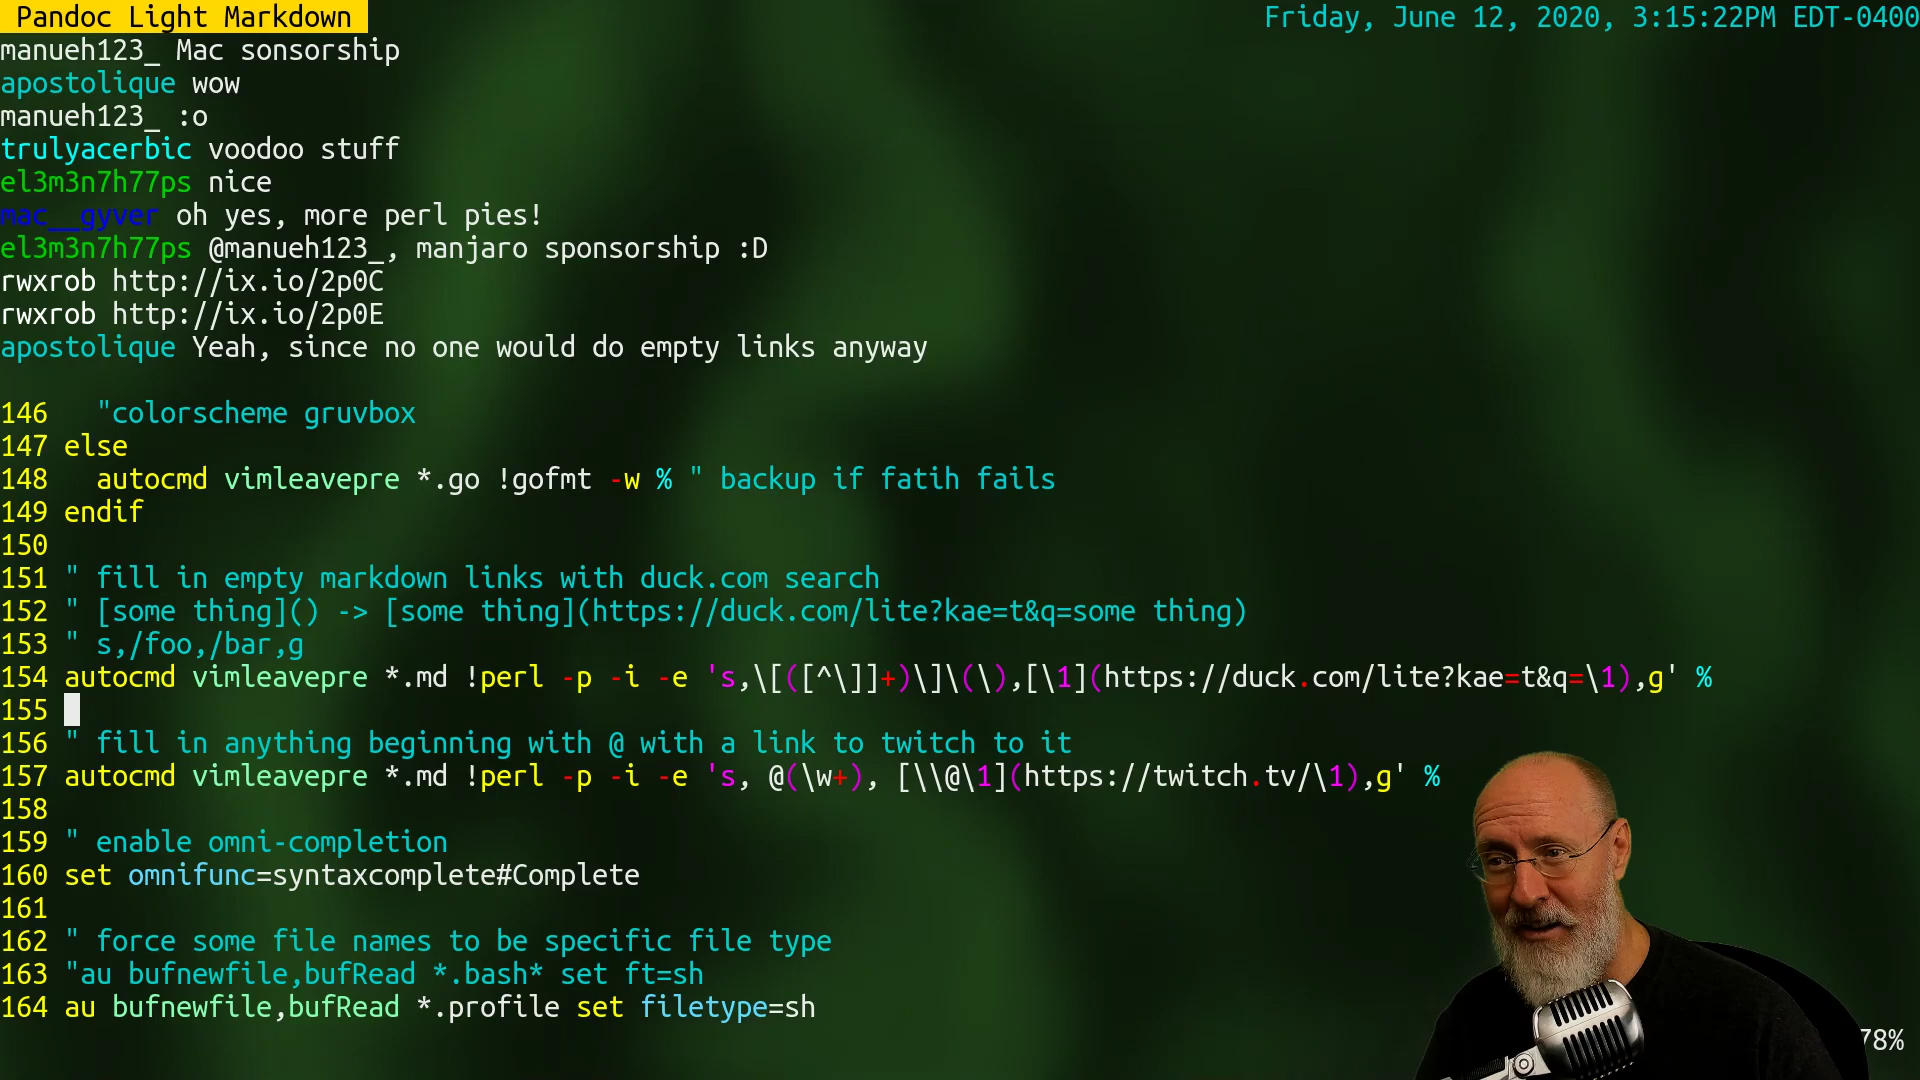 Pandoc Light Markdown
Friday, June 12, 2020, 3:15:22PM EDT-0400
manueh123_ Mac sonsorship
apostolique wow
manueh123_ :o
trulyacerbic voodoo stuff
el3m3n7h77ps nice
mac__gyver oh yes, more perl pies!
el3m3n7h77ps @manueh123_, manjaro sponsorship :D
rwxrob http://ix.io/2p0C
rwxrob http://ix.io/2p0E
apostolique Yeah, since no one would do empty links anyway
146   "colorscheme gruvbox
147 else
148   autocmd vimleavepre *.go !gofmt -w % " backup if fatih fails
149 endif
150
151 " fill in empty markdown links with duck.com search
152 " [some thing]() -> [some thing](https://duck.com/lite?kae=t&q=some thing)
153 " s,/foo,/bar,g
154 autocmd vimleavepre *.md !perl -p -i -e 's,\[([^\]]+)\]\(\),[\1](https://duck.com/lite?kae=t&q=\1),g' %
155
156 " fill in anything beginning with @ with a link to twitch to it
157 autocmd vimleavepre *.md !perl -p -i -e 's, @(\w+), [\\@\1](https://twitch.tv/\1),g' %
158
159 " enable omni-completion
160 set omnifunc=syntaxcomplete#Complete
161
162 " force some file names to be specific file type
163 "au bufnewfile,bufRead *.bash* set ft=sh
164 au bufnewfile,bufRead *.profile set filetype=sh
78%